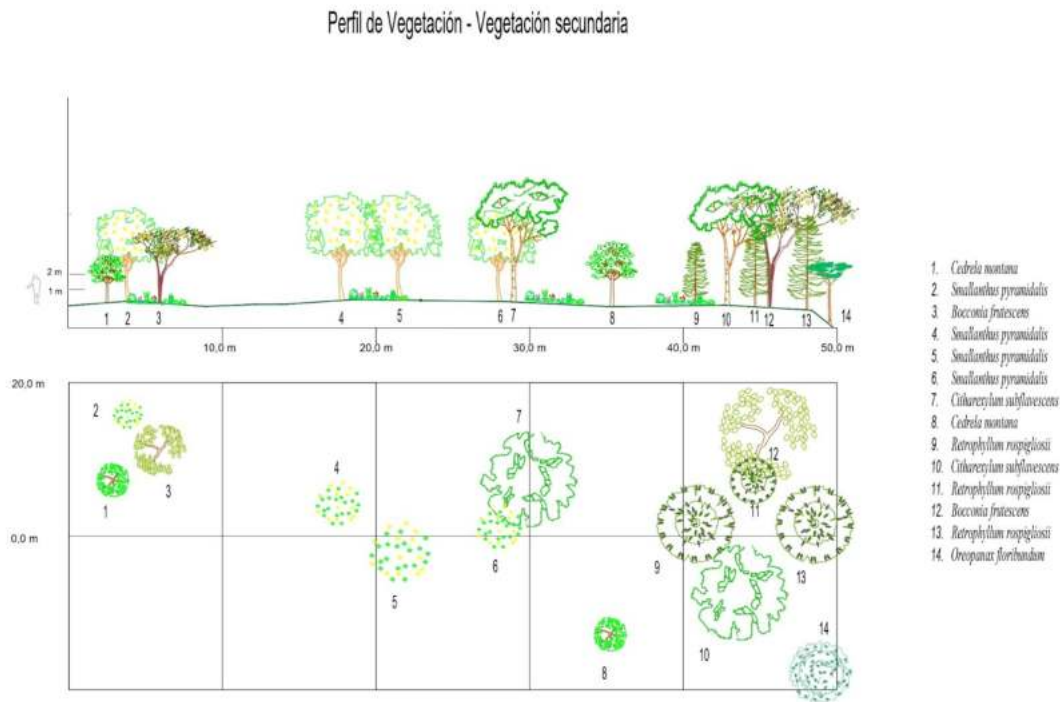 Perfil de Vegetación - Vegetación secundaria
2 m
1 m
1 2 3 4 5 6 7 8 9 10 11 12 13 14
10,0 m 20,0 m 30,0 m 40,0 m 50,0 m
20,0 m
0,0 m
2
7
12
4
3
11
1
6
9
13
5
14
10
8
1. Cedrela montana
2. Smallanthus pyramidalis
3. Bocconia frutescens
4. Smallanthus pyramidalis
5. Smallanthus pyramidalis
6. Smallanthus pyramidalis
7. Citharexylum subflavescens
8. Cedrela montana
9. Retrophyllum rospigliosii
10. Citharexylum subflavescens
11. Retrophyllum rospigliosii
12. Bocconia frutescens
13. Retrophyllum rospigliosii
14. Oreopanax floribundum